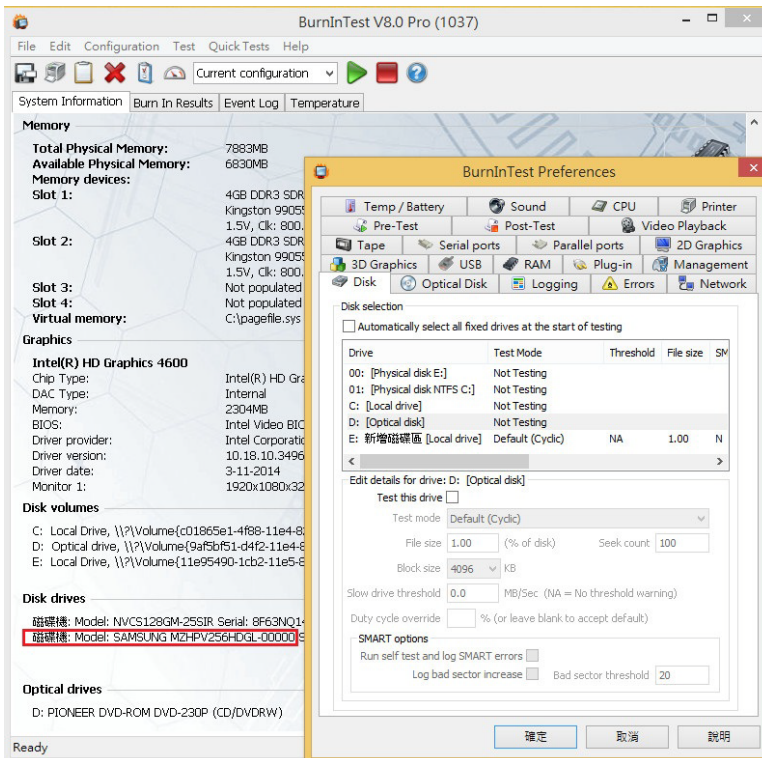 BurnInTest V8.0 Pro (1037)
File Edit Configuration Test Quick Tests Help
Current configuration
System Information Burn In Results Event Log Temperature
Memory
Total Physical Memory: 7883MB
Available Physical Memory: 6830MB
Memory devices:
Slot 1: 4GB DDR3 SDR
Kingston 99055
1.5V, Clk: 800.
Slot 2: 4GB DDR3 SDR
Kingston 99055
1.5V, Clk: 800.
Slot 3: Not populated
Slot 4: Not populated
Virtual memory: C:\pagefile.sys
Graphics
Intel(R) HD Graphics 4600
Chip Type: Intel(R) HD Gra
DAC Type: Internal
Memory: 2304MB
BIOS: Intel Video BIO
Driver provider: Intel Corporatio
Driver version: 10.18.10.3496
Driver date: 3-11-2014
Monitor 1: 1920x1080x32
Disk volumes
C: Local Drive, \\?\Volume{c01865e1-4f88-11e4-8
D: Optical drive, \\?\Volume{9af5bf51-d4f2-11e4-8
E: Local Drive, \\?\Volume{11e95490-1cb2-11e5-8
Disk drives
磁碟機: Model: NVCS128GM-25SIR Serial: 8F63NQ14
磁碟機: Model: SAMSUNG MZHPV256HDGL-00000 S
Optical drives
D: PIONEER DVD-ROM DVD-230P (CD/DVDRW)
Ready
BurnInTest Preferences
Temp / Battery Sound CPU Printer
Pre-Test Post-Test Video Playback
Tape Serial ports Parallel ports 2D Graphics
3D Graphics USB RAM Plug-in Management
Disk Optical Disk Logging Errors Network
Disk selection
Automatically select all fixed drives at the start of testing
Drive Test Mode Threshold File size SM
00: [Physical disk E:] Not Testing
01: [Physical disk NTFS C:] Not Testing
C: [Local drive] Not Testing
D: [Optical disk] Not Testing
E: 新增磁碟區 [Local drive] Default (Cyclic) NA 1.00 N
Edit details for drive: D: [Optical disk]
Test this drive
Test mode Default (Cyclic)
File size 1.00 (% of disk) Seek count 100
Block size 4096 KB
Slow drive threshold 0.0 MB/Sec (NA = No threshold warning)
Duty cycle override % (or leave blank to accept default)
SMART options
Run self test and log SMART errors
Log bad sector increase Bad sector threshold 20
確定 取消 說明